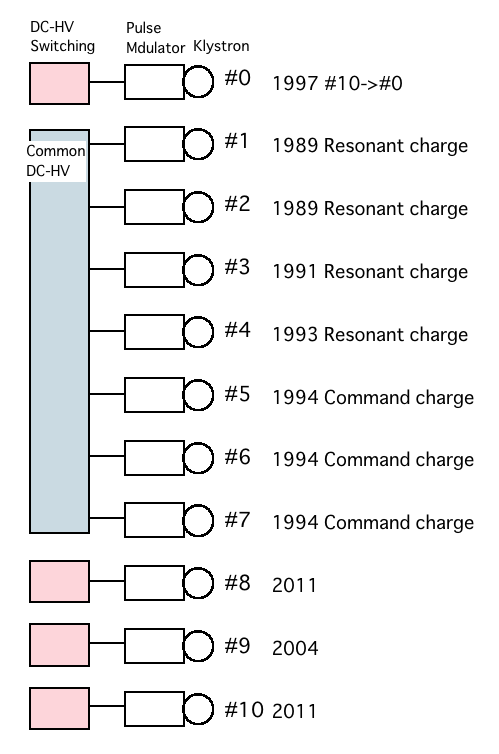 DC-HV
Switching
Pulse
Mdulator
Klystron
#0 1997 #10->#0
Common
DC-HV
#1 1989 Resonant charge
#2 1989 Resonant charge
#3 1991 Resonant charge
#4 1993 Resonant charge
#5 1994 Command charge
#6 1994 Command charge
#7 1994 Command charge
#8 2011
#9 2004
#10 2011